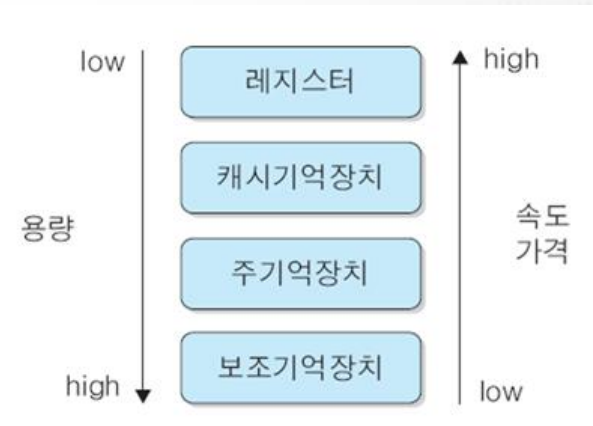 low
high
레지스터
캐시기억장치
용량
속도
가격
주기억장치
보조기억장치
high
low